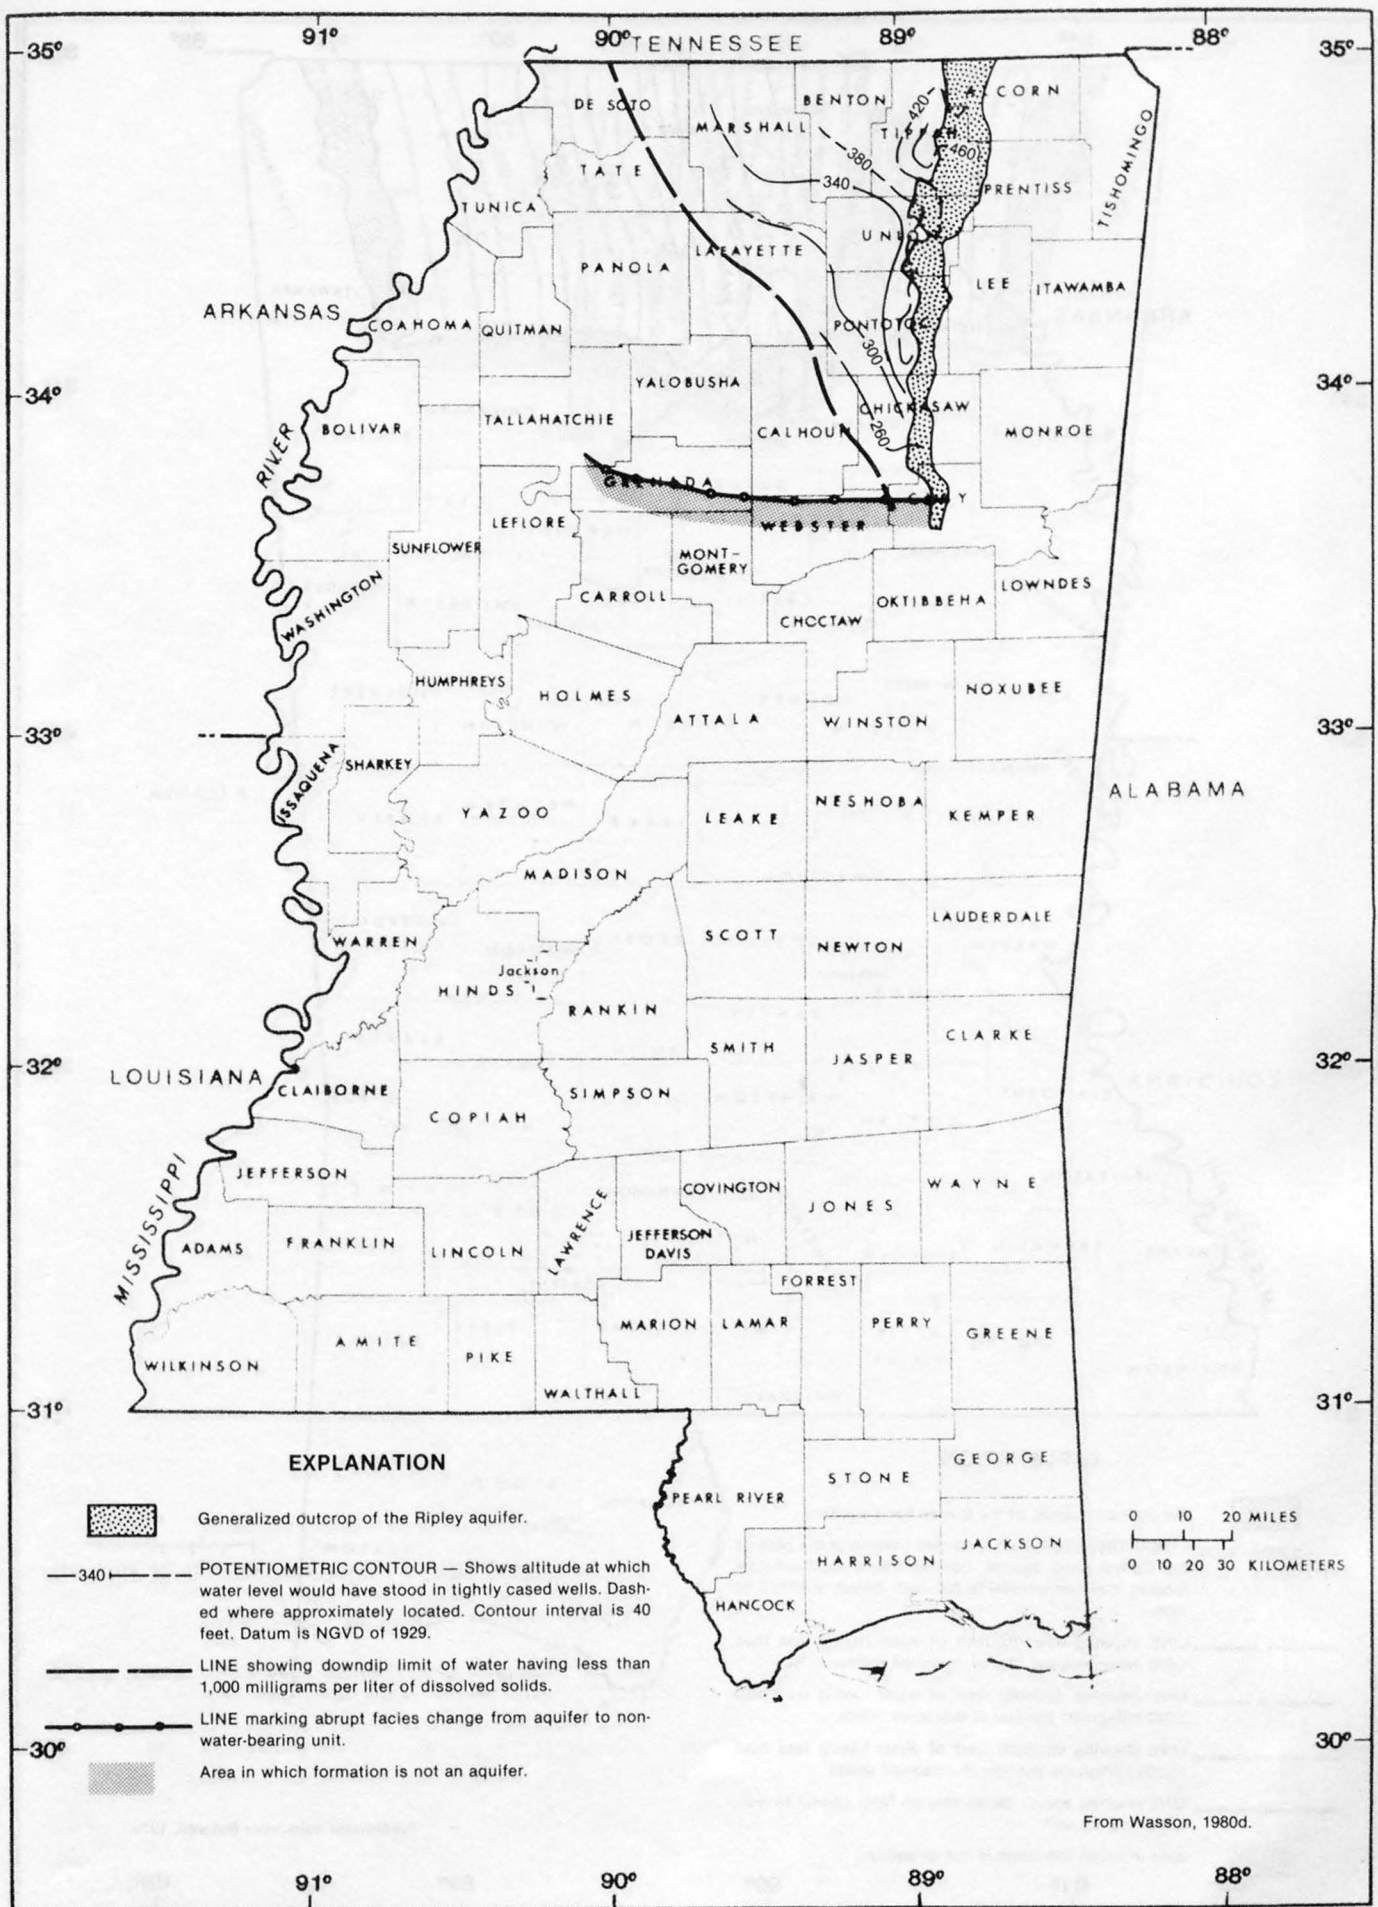 91°
90°
TENNESSEE
89°
88°
35°
35°
DE SOTO
BENTON
ALCORN
MARSHALL
TIPPAH
420
460
380
340
TATE
PRENTISS
TISHOMINGO
TUNICA
UNION
LAFAYETTE
PANOLA
LEE
ITAWAMBA
ARKANSAS
COAHOMA
QUITMAN
PONTOTOC
300
34°
34°
YALOBUSHA
CHICKASAW
TALLAHATCHIE
BOLIVAR
CALHOUN
260
MONROE
RIVER
GRENADA
CLAY
LEFLORE
WEBSTER
SUNFLOWER
MONT-
GOMERY
WASHINGTON
CARROLL
CHOCTAW
OKTIBBEHA
LOWNDES
HUMPHREYS
HOLMES
NOXUBEE
ATTALA
WINSTON
33°
33°
ISSAQUENA
SHARKEY
ALABAMA
YAZOO
LEAKE
NESHOBA
KEMPER
MADISON
WARREN
SCOTT
NEWTON
LAUDERDALE
Jackson
HINDS
RANKIN
SMITH
JASPER
CLARKE
32°
32°
LOUISIANA
CLAIBORNE
COPIAH
SIMPSON
JEFFERSON
COVINGTON
JONES
WAYNE
MISSISSIPPI
ADAMS
FRANKLIN
LINCOLN
LAWRENCE
JEFFERSON
DAVIS
FORREST
WILKINSON
AMITE
PIKE
MARION
LAMAR
PERRY
GREENE
WALTHALL
31°
31°
EXPLANATION
GEORGE
STONE
PEARL RIVER
Generalized outcrop of the Ripley aquifer.
0 10 20 MILES
0 10 20 30 KILOMETERS
JACKSON
HARRISON
HANCOCK
340
POTENTIOMETRIC CONTOUR — Shows altitude at which
water level would have stood in tightly cased wells. Dash-
ed where approximately located. Contour interval is 40
feet. Datum is NGVD of 1929.
LINE showing downdip limit of water having less than
1,000 milligrams per liter of dissolved solids.
LINE marking abrupt facies change from aquifer to non-
water-bearing unit.
30°
30°
Area in which formation is not an aquifer.
From Wasson, 1980d.
91°
90°
89°
88°